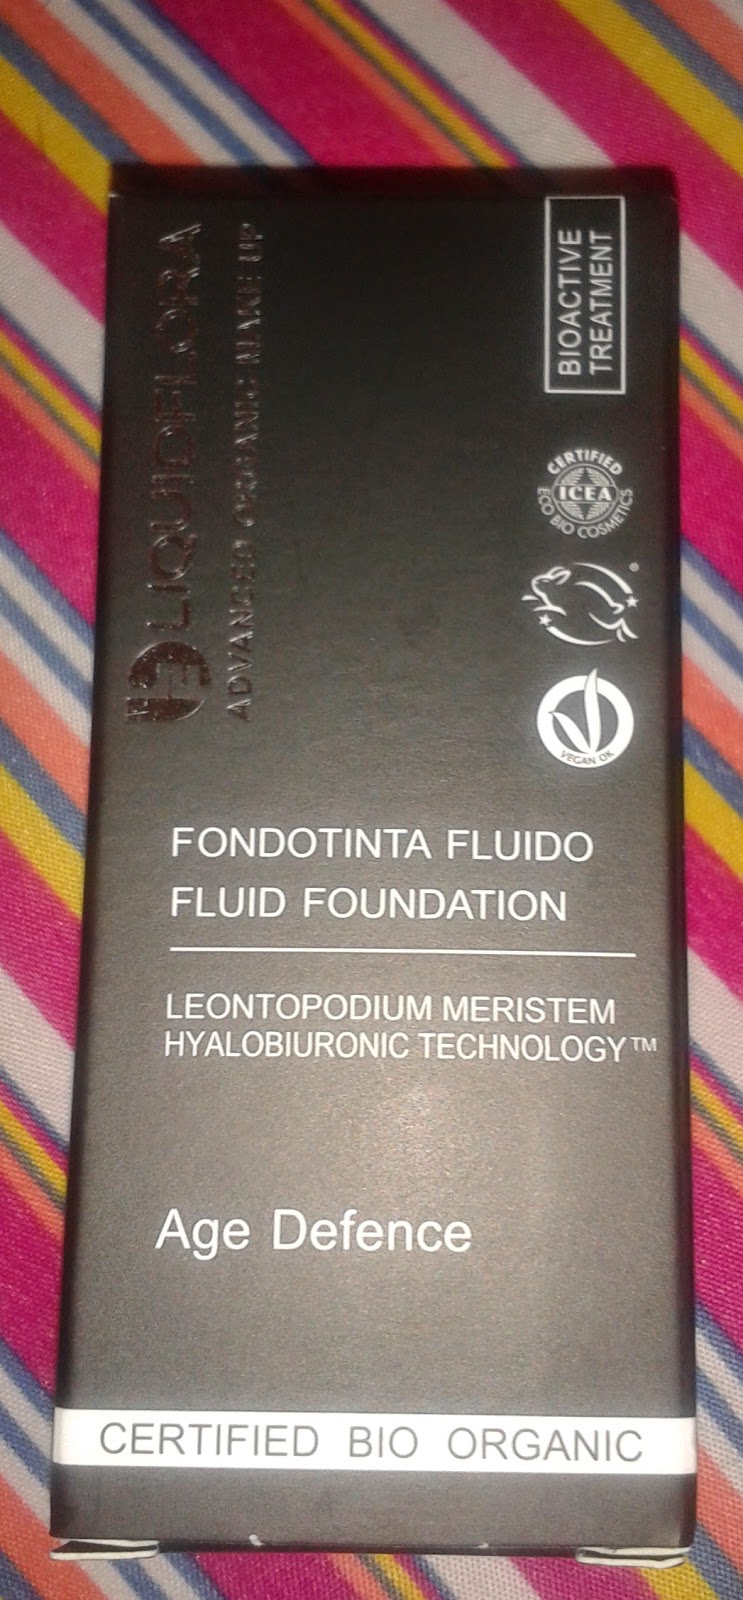 LIQUIDFLORA
ADVANCED ORGANIC MAKE UP
BIOACTIVE
TREATMENT
CERTIFIED
ICEA
ECO BIO COSMETICS
VEGAN OK
FONDOTINTA FLUIDO
FLUID FOUNDATION
LEONTOPODIUM MERISTEM
HYALOBIURONIC TECHNOLOGY™
Age Defence
CERTIFIED BIO ORGANIC